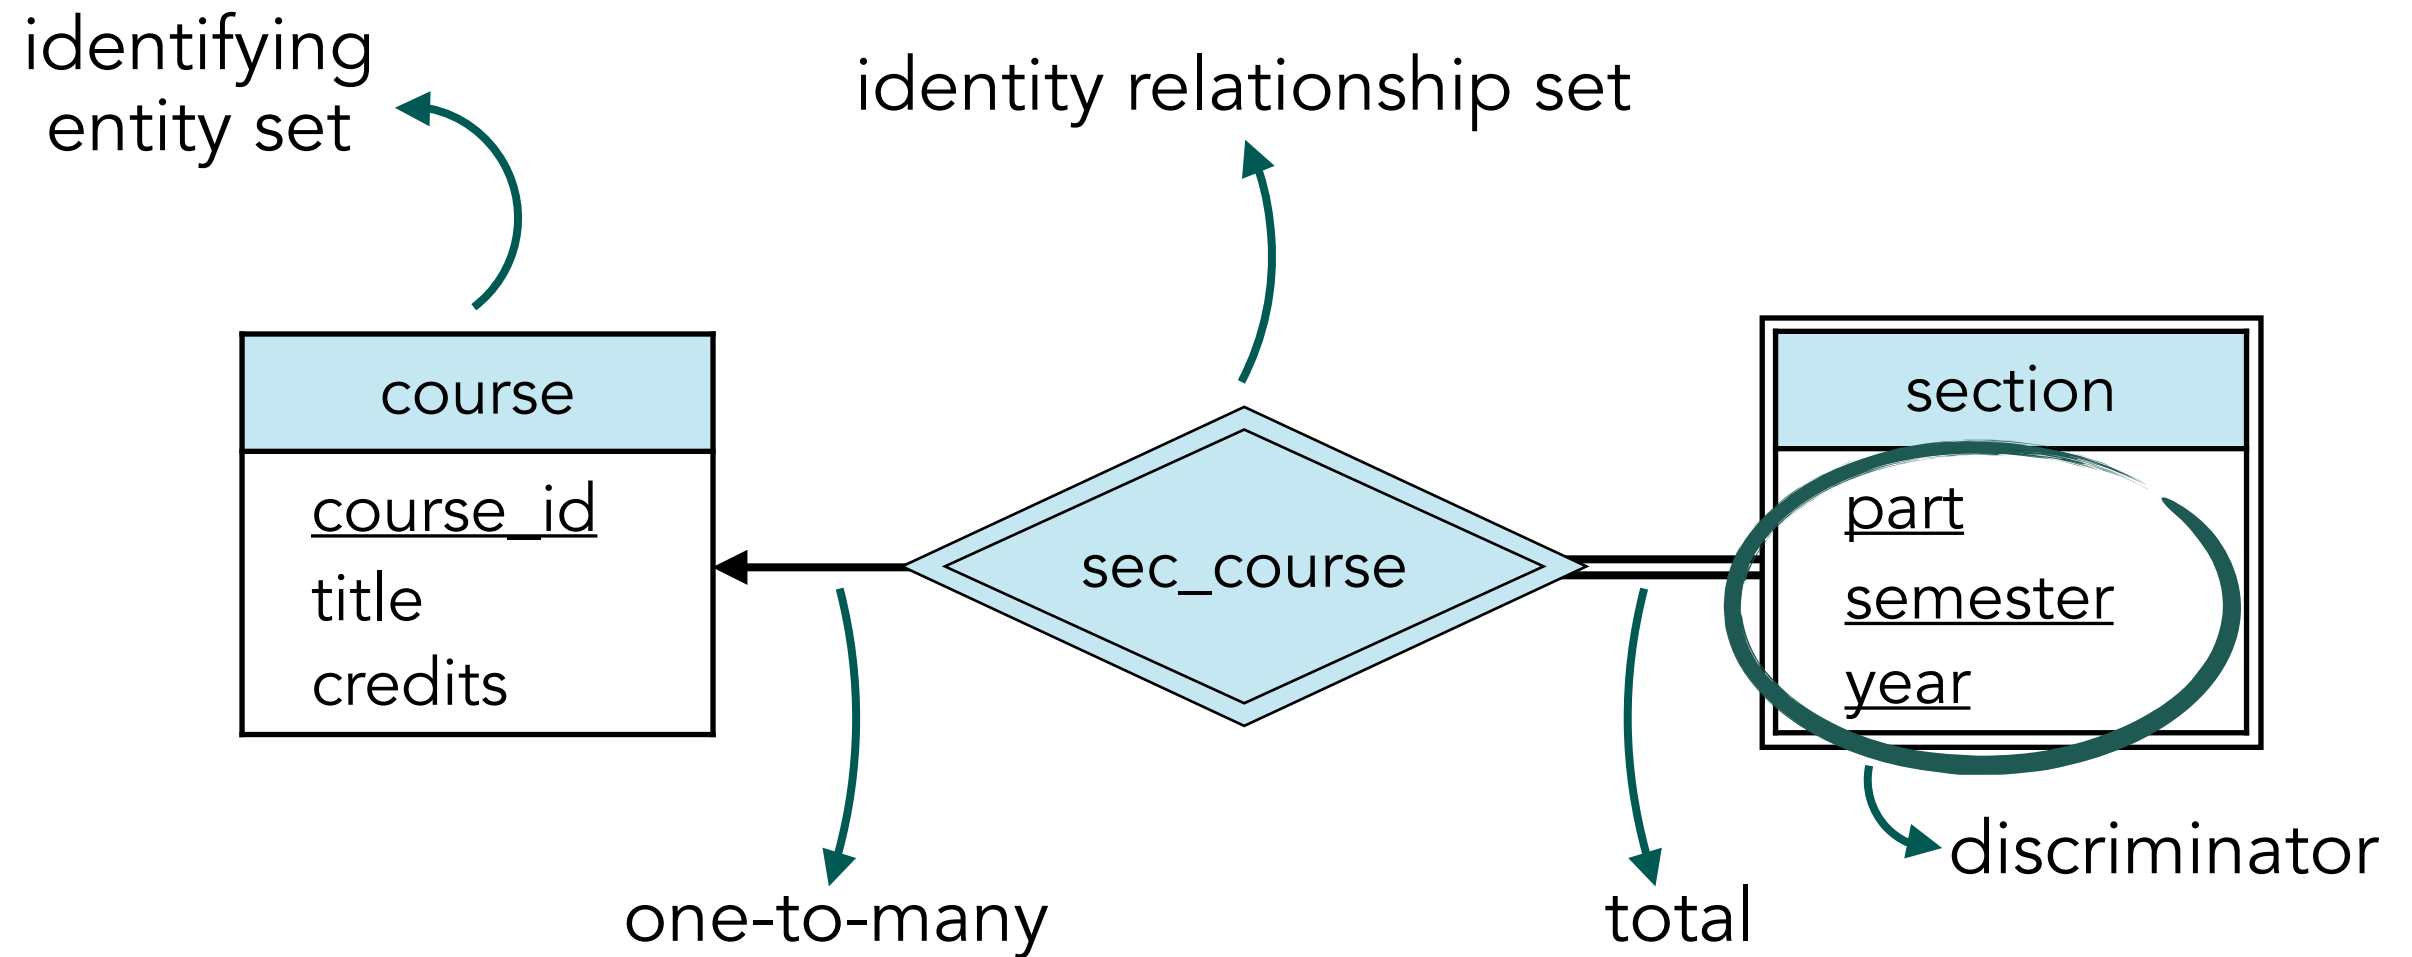 identifying
entity set
identity relationship set
course
course_id
title
credits
sec_course
section
part
semester
year
one-to-many
total
discriminator